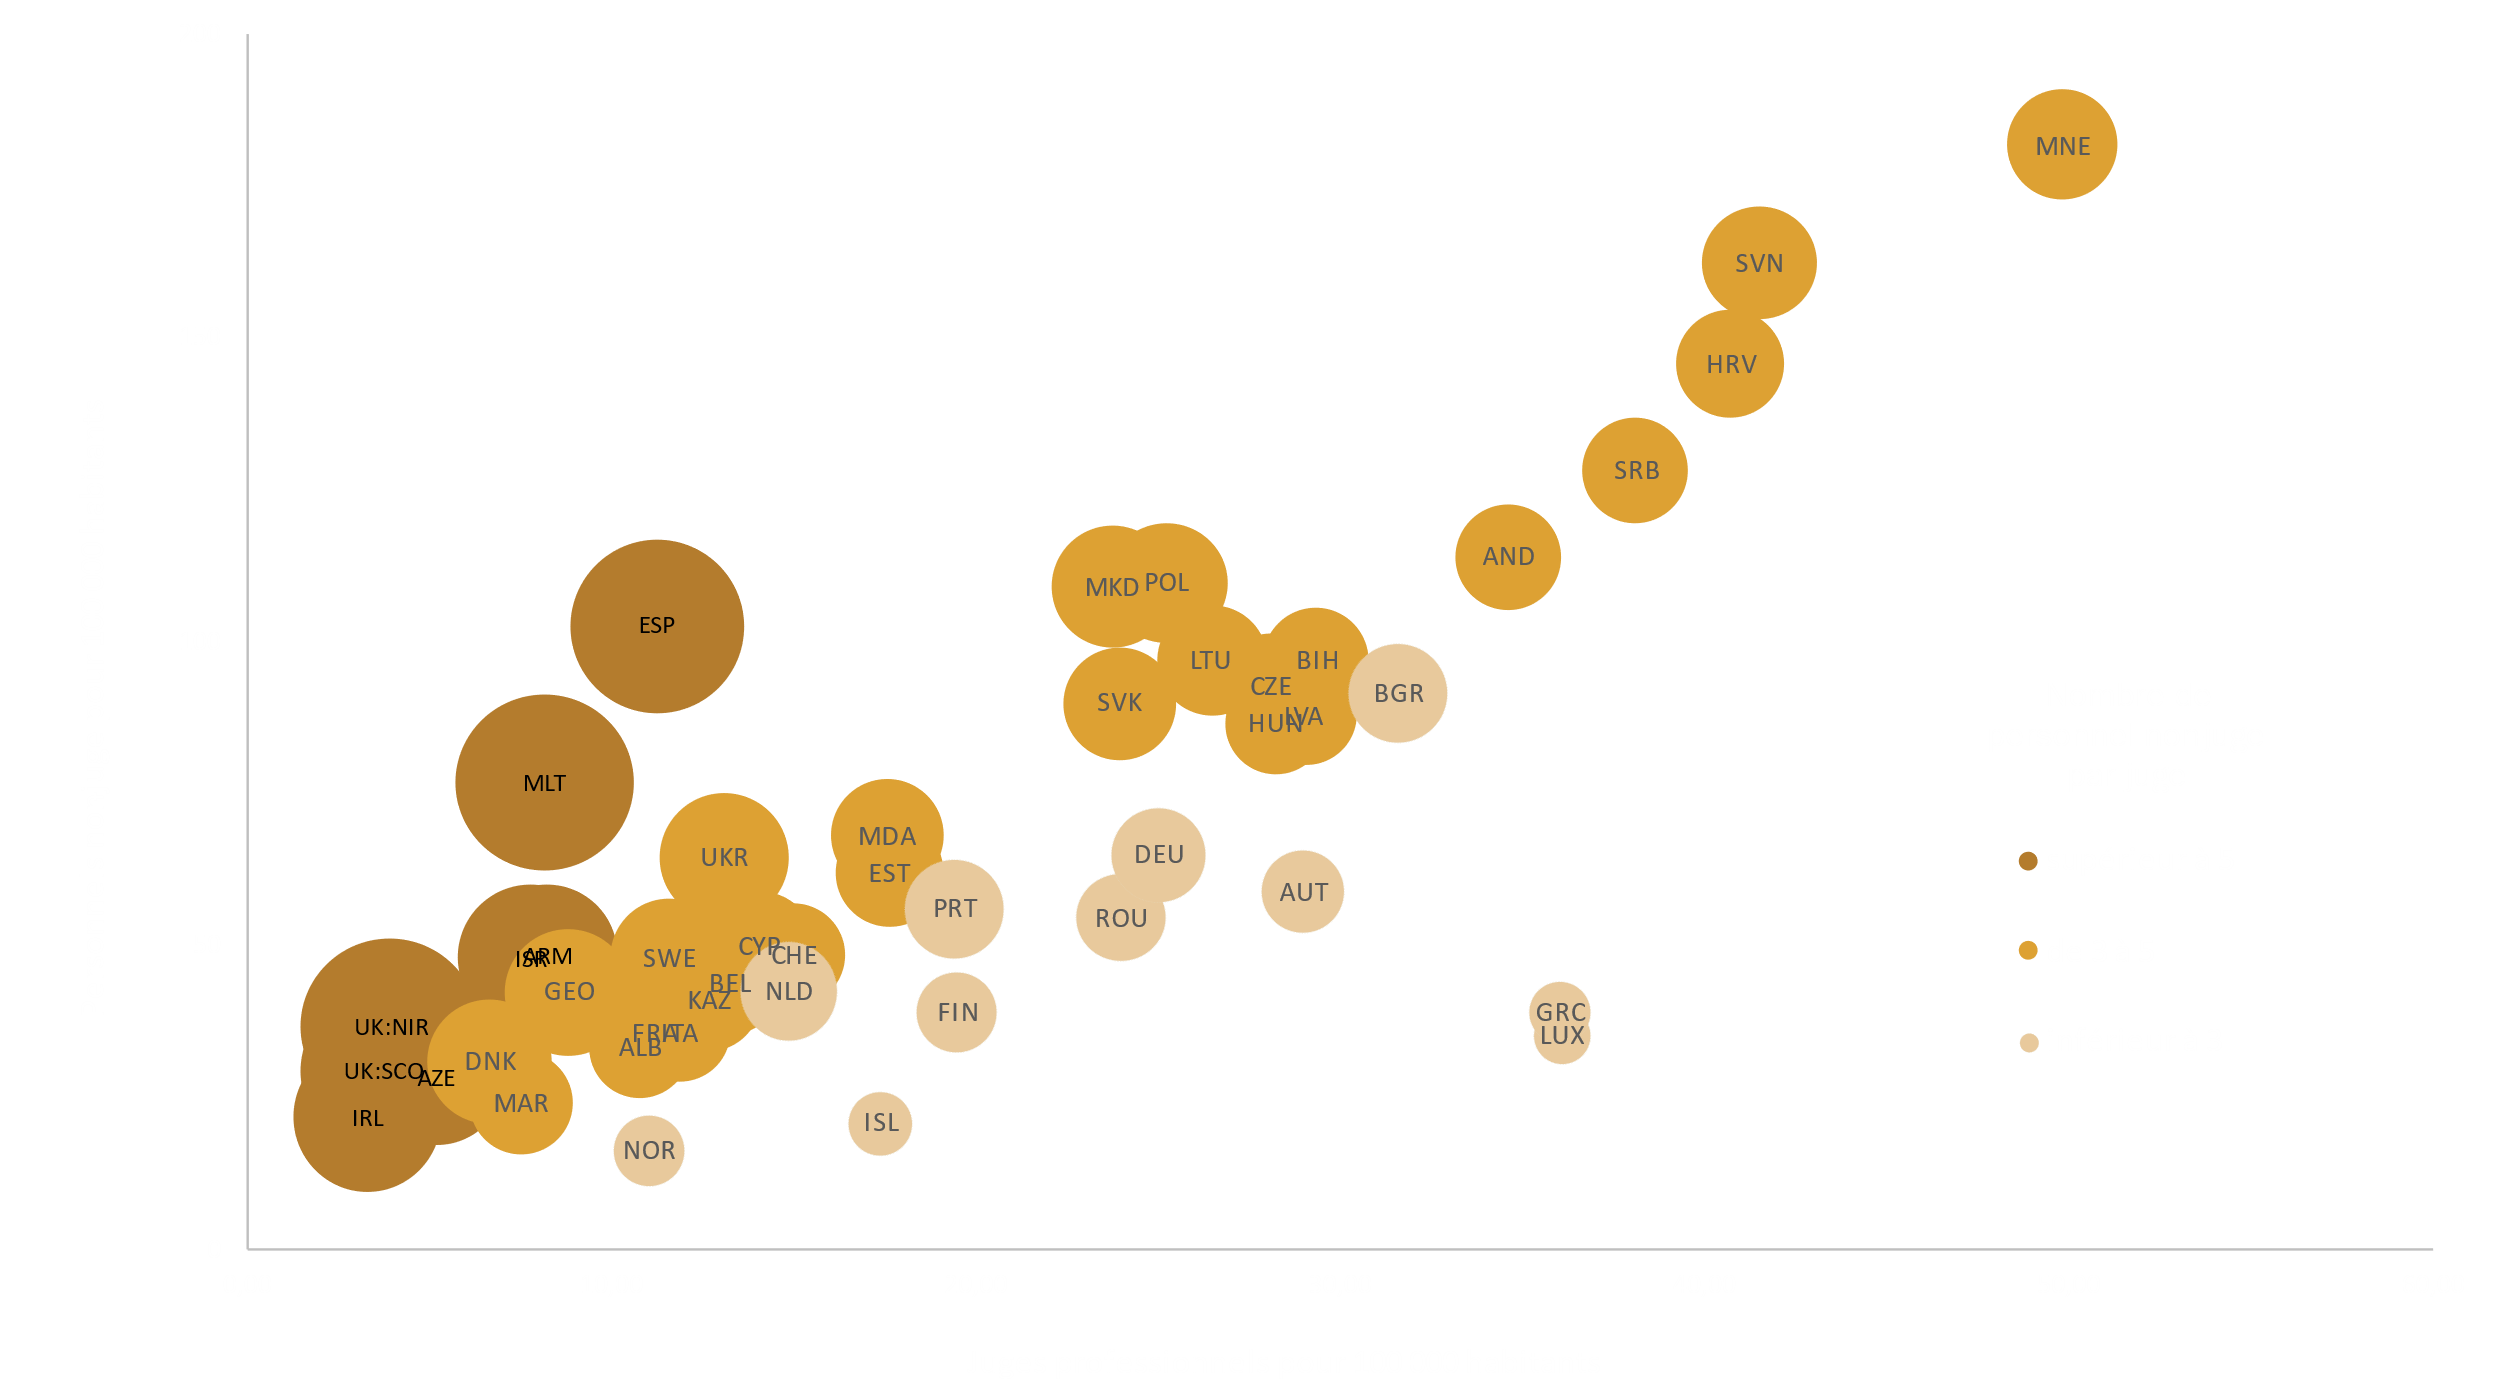 MNE
SVN
HRV
SRB
AND
MKD
POL
ESP
LTU
BIH
CZE
BGR
SVK
LVA
HUN
MLT
MDA
DEU
UKR
EST
AUT
PRT
ROU
CYP
CHE
ARM
ISR
SWE
BEL
GEO
NLD
KAZ
FIN
GRC
UK:NIR
FRA
ITA
LUX
ALB
DNK
UK:SCO
AZE
MAR
IRL
ISL
NOR